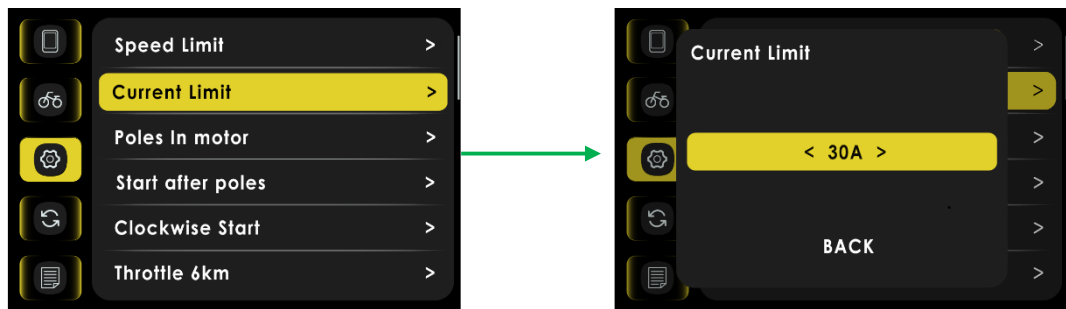 Speed Limit >
Current Limit >
Poles In motor >
Start after poles >
Clockwise Start >
Throttle 6km >
Current Limit
< 30A >
BACK
>
>
>
>
>
>